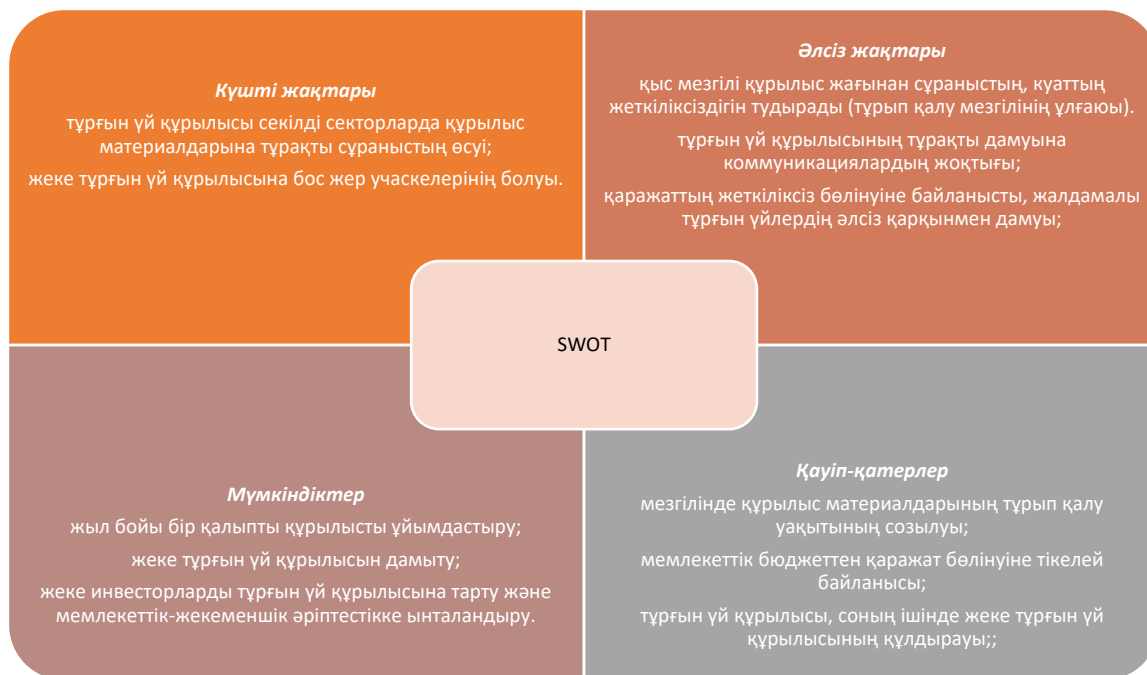 Күшті жақтары
тұрғын үй құрылысы секілді секторларда құрылыс
материалдарына тұрақты сұраныстың өсуі;
жеке тұрғын үй құрылысына бос жер учаскелерінің болуы.
Әлсіз жақтары
қыс мезгілі құрылыс жағынан сұраныстың, куаттың
жеткіліксіздігін тудырады (тұрып қалу мезгілінің ұлғаюы).
тұрғын үй құрылысының тұрақты дамуына
коммуникациялардың жоқтығы;
қаражаттың жеткіліксіз бөлінуіне байланысты, жалдамалы
тұрғын үйлердің әлсіз қарқынмен дамуы;
SWOT
Мүмкіндіктер
жыл бойы бір қалыпты құрылысты ұйымдастыру;
жеке тұрғын үй құрылысын дамыту;
жеке инвесторларды тұрғын үй құрылысына тарту және
мемлекеттік-жекеменшік әріптестікке ынталандыру.
Қауіп-қатерлер
мезгілінде құрылыс материалдарының тұрып қалу
уақытының созылуы;
мемлекеттік бюджеттен қаражат бөлінуіне тікелей
байланысы;
тұрғын үй құрылысы, соның ішінде жеке тұрғын үй
құрылысының құлдырауы;;